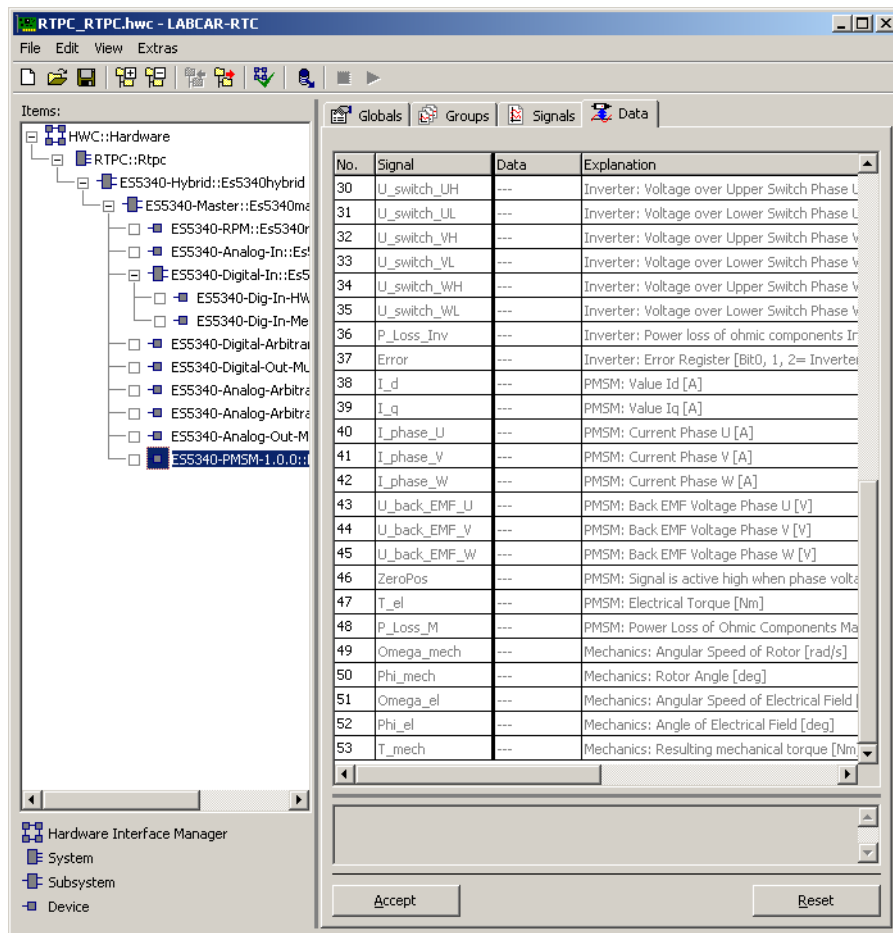 RTPC_RTPC.hwc - LABCAR-RTC
File Edit View Extras
Items:
HWC::Hardware
RTPC::Rtpc
ES5340-Hybrid::Es5340hybrid
ES5340-Master::Es5340ma
ES5340-RPM::Es5340r
ES5340-Analog-In::Es
ES5340-Digital-In::Es5
ES5340-Dig-In-HW
ES5340-Dig-In-Me
ES5340-Digital-Arbitrar
ES5340-Digital-Out-Mu
ES5340-Analog-Arbitra
ES5340-Analog-Arbitra
ES5340-Analog-Out-M
ES5340-PMSM-1.0.0::
Hardware Interface Manager
System
Subsystem
Device
Globals Groups Signals Data
No. Signal Data Explanation
30 U_switch_UH --- Inverter: Voltage over Upper Switch Phase U
31 U_switch_UL --- Inverter: Voltage over Lower Switch Phase U
32 U_switch_VH --- Inverter: Voltage over Upper Switch Phase V
33 U_switch_VL --- Inverter: Voltage over Lower Switch Phase V
34 U_switch_WH --- Inverter: Voltage over Upper Switch Phase V
35 U_switch_WL --- Inverter: Voltage over Lower Switch Phase V
36 P_Loss_Inv --- Inverter: Power loss of ohmic components Ir
37 Error --- Inverter: Error Register [Bit0, 1, 2= Inverter
38 I_d --- PMSM: Value Id [A]
39 I_q --- PMSM: Value Iq [A]
40 I_phase_U --- PMSM: Current Phase U [A]
41 I_phase_V --- PMSM: Current Phase V [A]
42 I_phase_W --- PMSM: Current Phase W [A]
43 U_back_EMF_U --- PMSM: Back EMF Voltage Phase U [V]
44 U_back_EMF_V --- PMSM: Back EMF Voltage Phase V [V]
45 U_back_EMF_W --- PMSM: Back EMF Voltage Phase W [V]
46 ZeroPos --- PMSM: Signal is active high when phase volta
47 T_el --- PMSM: Electrical Torque [Nm]
48 P_Loss_M --- PMSM: Power Loss of Ohmic Components Ma
49 Omega_mech --- Mechanics: Angular Speed of Rotor [rad/s]
50 Phi_mech --- Mechanics: Rotor Angle [deg]
51 Omega_el --- Mechanics: Angular Speed of Electrical Field [
52 Phi_el --- Mechanics: Angle of Electrical Field [deg]
53 T_mech --- Mechanics: Resulting mechanical torque [Nm
Accept Reset